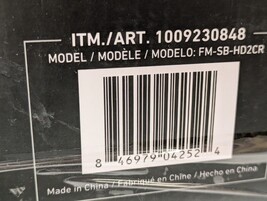 ITM./ART. 1009230848
MODEL / MODÈLE / MODELO: FM-SB-HD2CR
8 46979 04252 4
Made in China / Fabriqué en Chine / Hecho en China